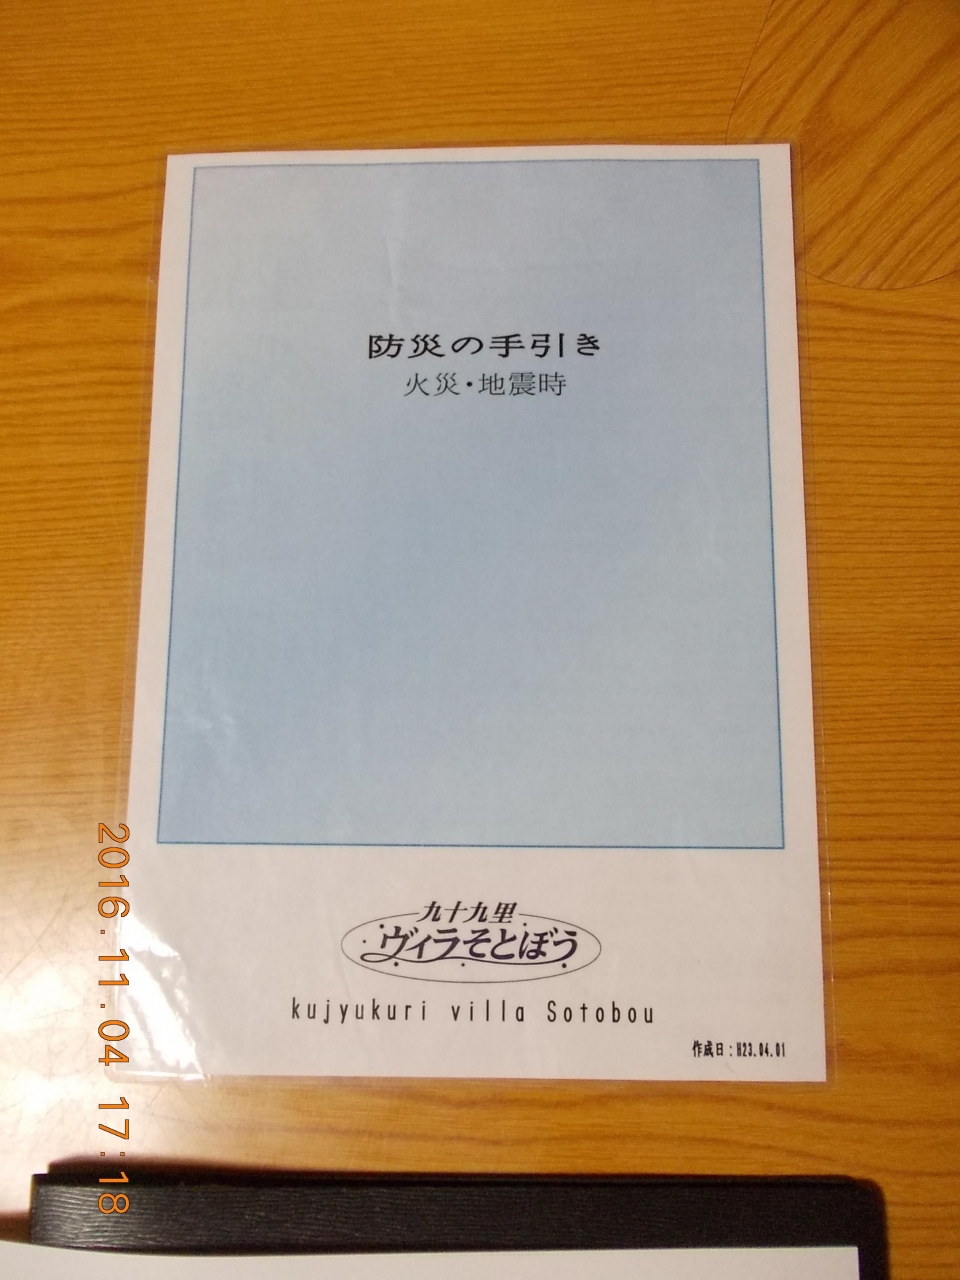 防災の手引き
火災・地震時
九十九里
ヴィラそとぼう
kujyukuri villa Sotobou
作成日:H23.04.01
2016.11.04 17:18